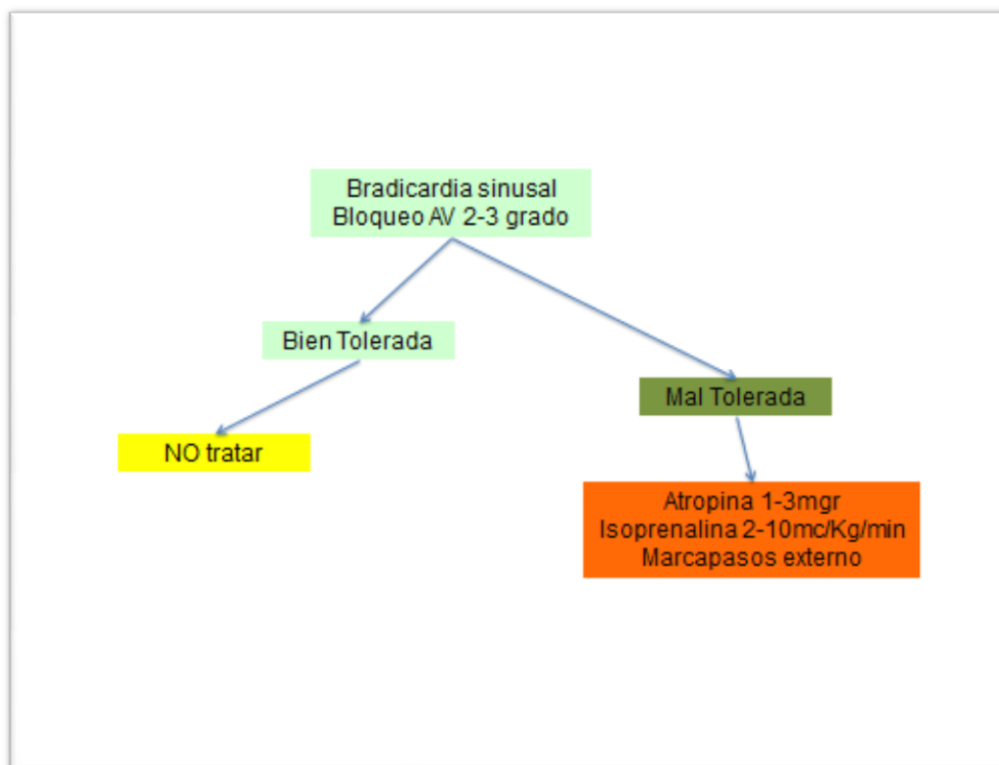 Bradicardia sinusal
Bloqueo AV 2-3 grado
Bien Tolerada
Mal Tolerada
NO tratar
Atropina 1-3mgr
Isoprenalina 2-10mc/Kg/min
Marcapasos externo